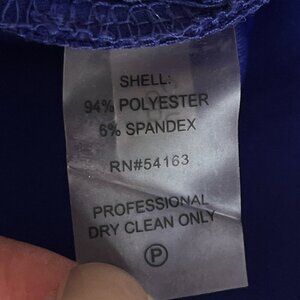 SHELL:
94% POLYESTER
6% SPANDEX
RN#54163
PROFESSIONAL
DRY CLEAN ONLY
P